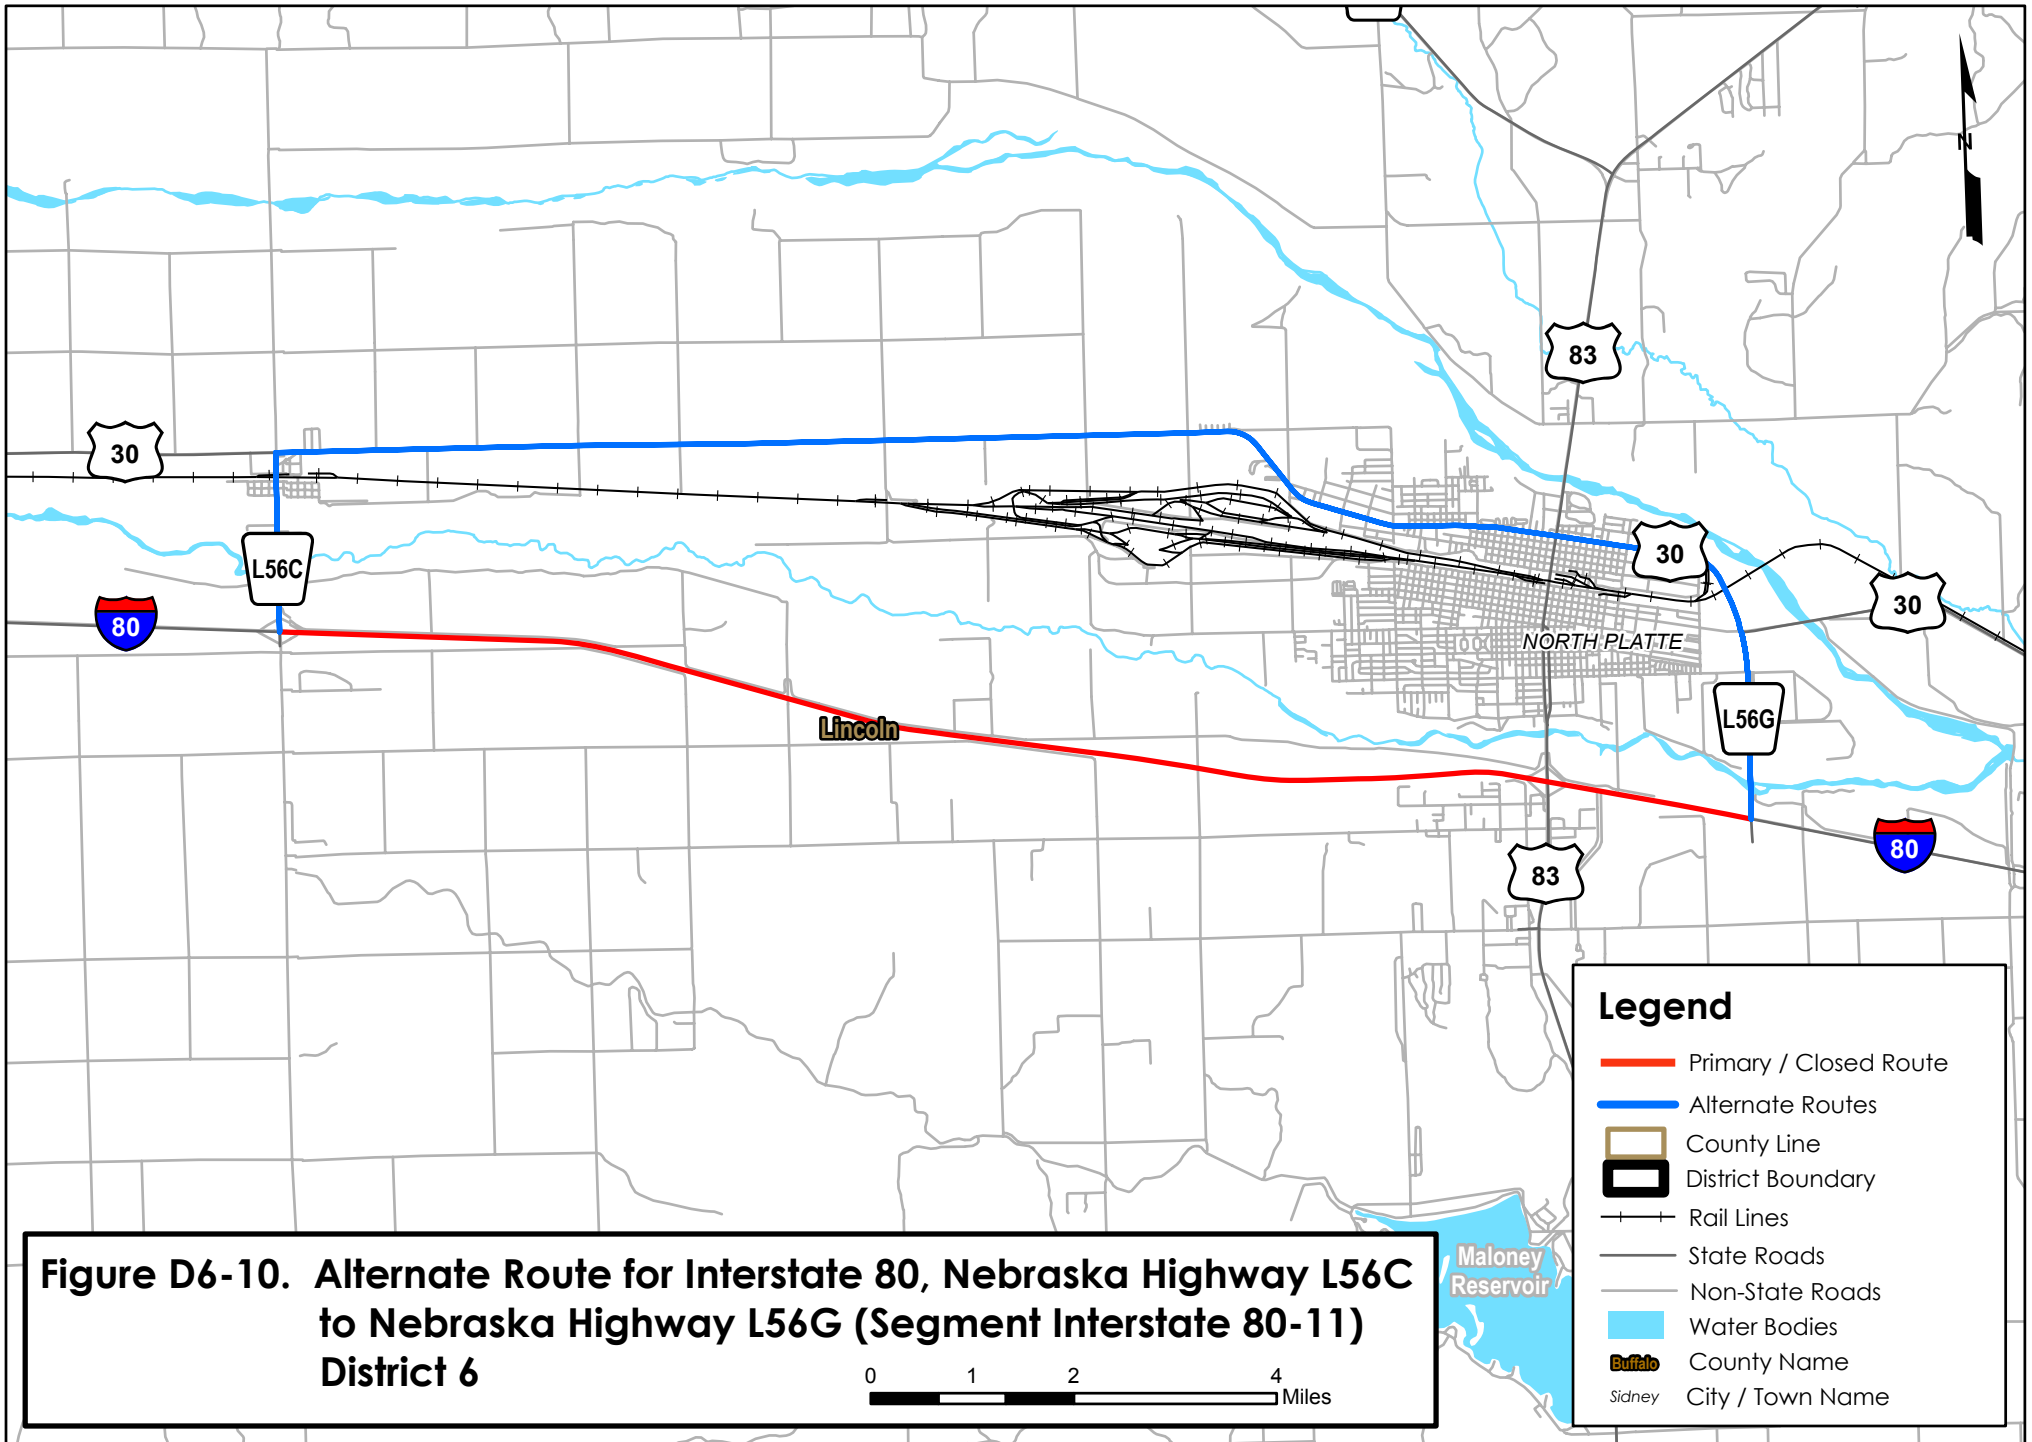 N
83
30
30
L56C
80
30
NORTH PLATTE
L56G
Lincoln
80
83
Legend
Primary / Closed Route
Alternate Routes
County Line
District Boundary
Rail Lines
State Roads
Non-State Roads
Water Bodies
Buffalo County Name
Sidney City / Town Name
Maloney
Reservoir
Figure D6-10. Alternate Route for Interstate 80, Nebraska Highway L56C
to Nebraska Highway L56G (Segment Interstate 80-11)
District 6
0 1 2 4
Miles